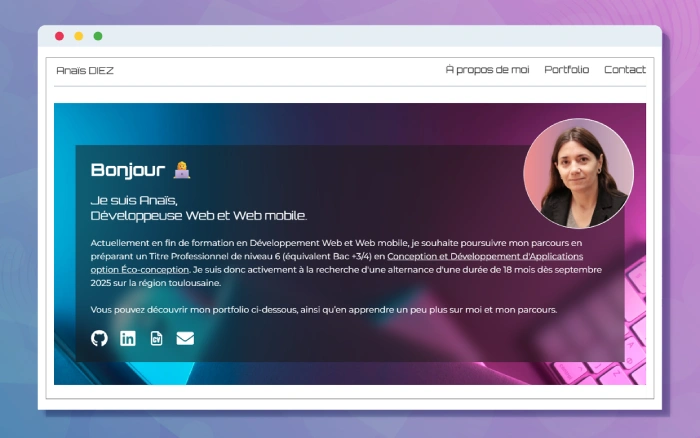 Anaïs DIEZ
À propos de moi Portfolio Contact
Bonjour
Je suis Anaïs,
Développeuse Web et Web mobile.
Actuellement en fin de formation en Développement Web et Web mobile, je souhaite poursuivre mon parcours en
préparant un Titre Professionnel de niveau 6 (équivalent Bac +3/4) en Conception et Développement d'Applications
option Éco-conception. Je suis donc activement à la recherche d'une alternance d'une durée de 18 mois dès septembre
2025 sur la région toulousaine.
Vous pouvez découvrir mon portfolio ci-dessous, ainsi qu'en apprendre un peu plus sur moi et mon parcours.
in
CV